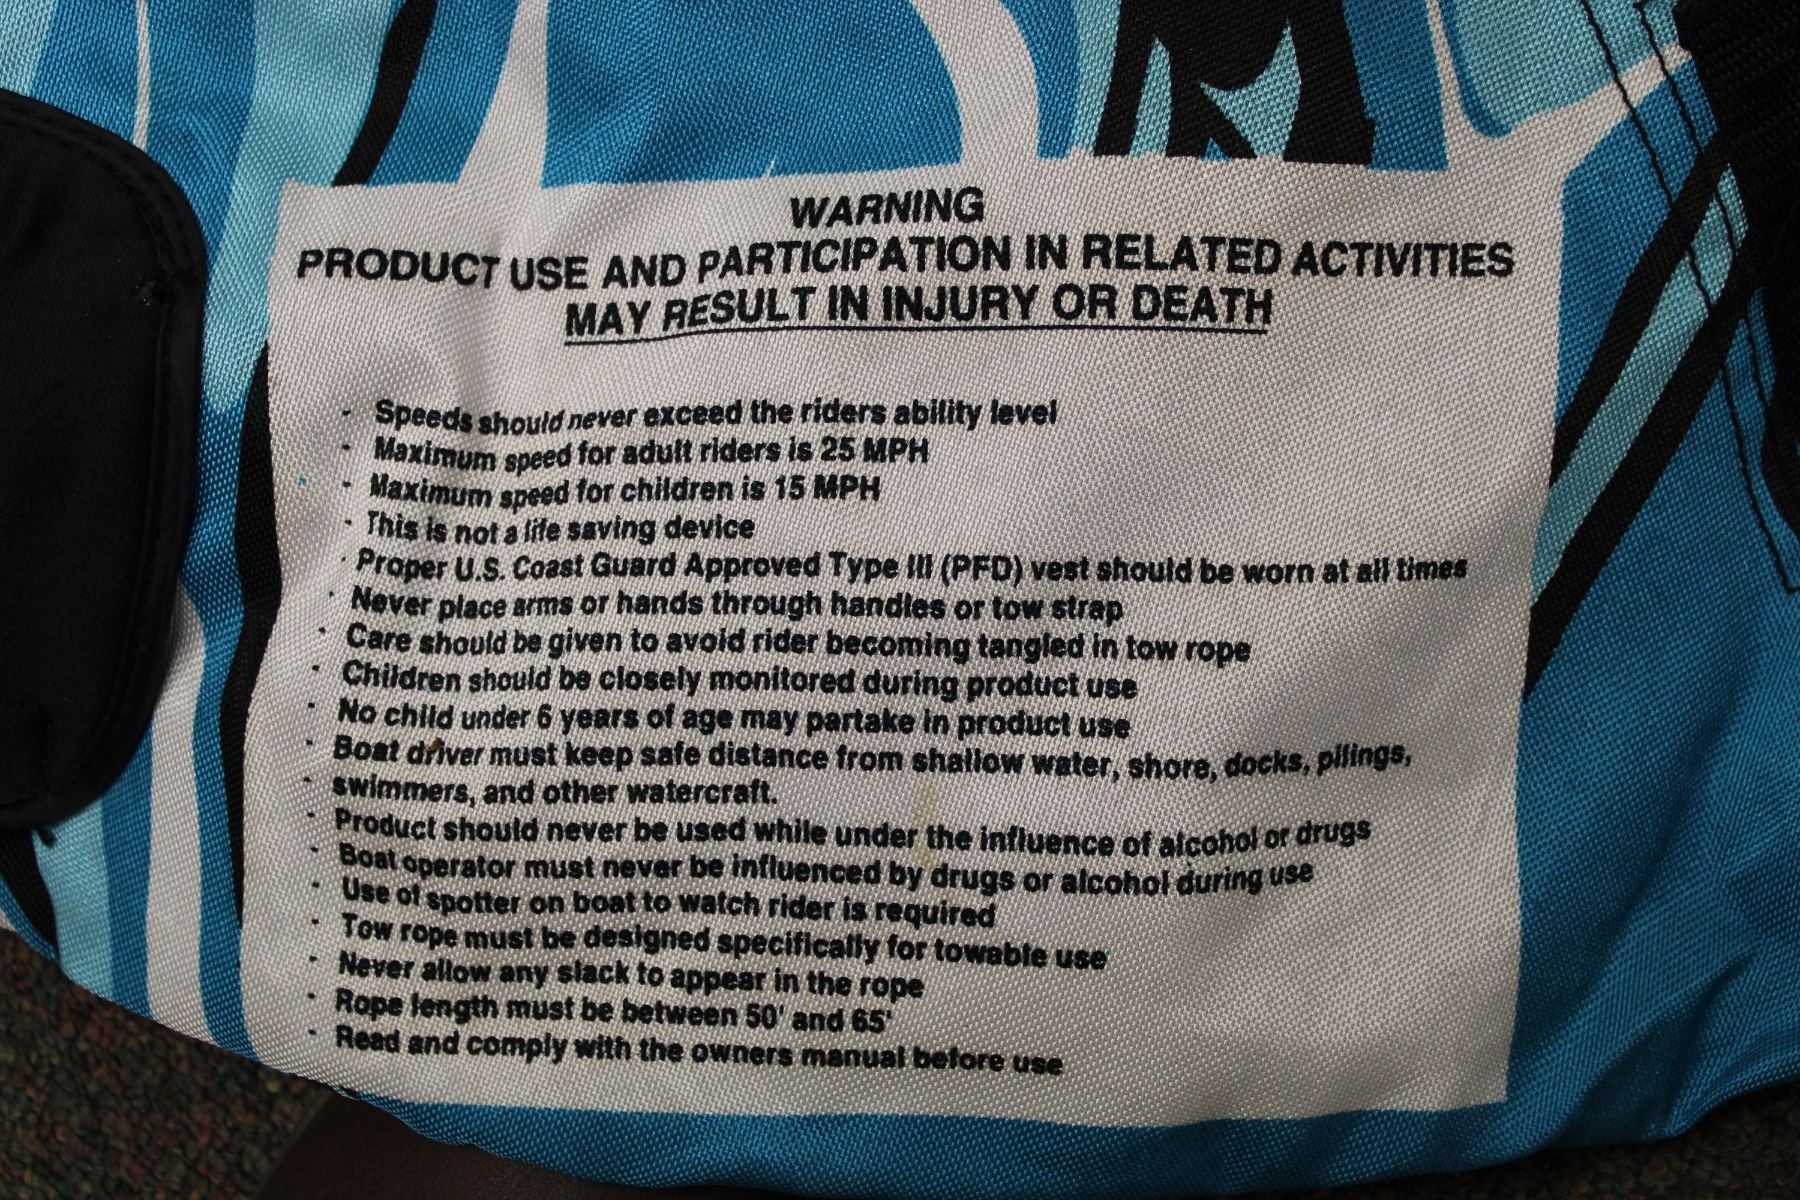 WARNING
PRODUCT USE AND PARTICIPATION IN RELATED ACTIVITIES
MAY RESULT IN INJURY OR DEATH
- Speeds should never exceed the riders ability level
- Maximum speed for adult riders is 25 MPH
- Maximum speed for children is 15 MPH
- This is not a life saving device
- Proper U.S. Coast Guard Approved Type III (PFD) vest should be worn at all times
- Never place arms or hands through handles or tow strap
- Care should be given to avoid rider becoming tangled in tow rope
- Children should be closely monitored during product use
- No child under 6 years of age may partake in product use
- Boat driver must keep safe distance from shallow water, shore, docks, pilings,
- swimmers, and other watercraft.
- Product should never be used while under the influence of alcohol or drugs
- Boat operator must never be influenced by drugs or alcohol during use
- Use of spotter on boat to watch rider is required
- Tow rope must be designed specifically for towable use
- Never allow any slack to appear in the rope
- Rope length must be between 50' and 65'
- Read and comply with the owners manual before use